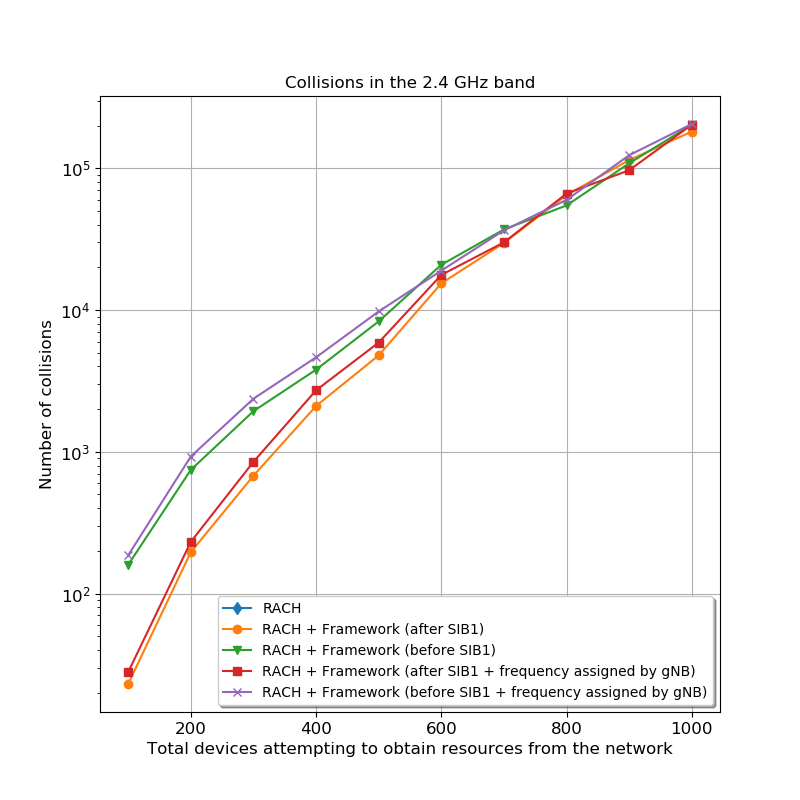 Collisions in the 2.4 GHz band
Number of collisions
10^5
10^4
10^3
10^2
RACH
RACH + Framework (after SIB1)
RACH + Framework (before SIB1)
RACH + Framework (after SIB1 + frequency assigned by gNB)
RACH + Framework (before SIB1 + frequency assigned by gNB)
200 400 600 800 1000
Total devices attempting to obtain resources from the network